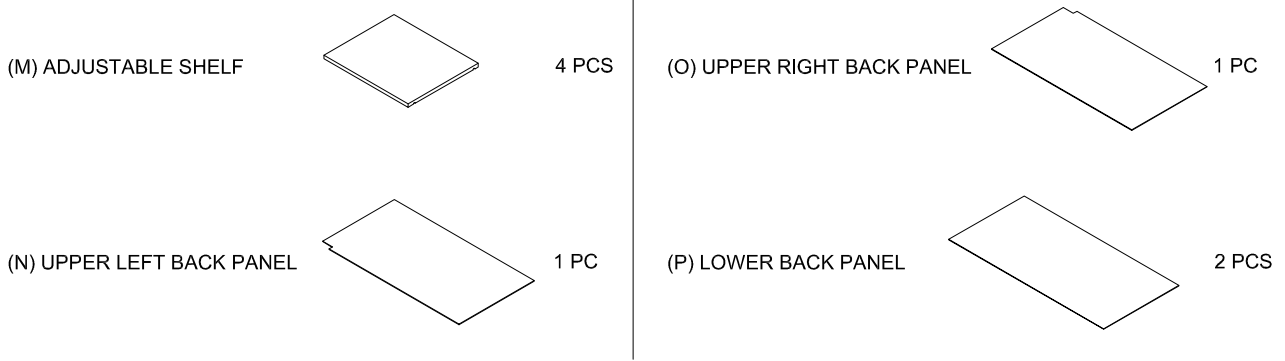 (M) ADJUSTABLE SHELF 4 PCS
(N) UPPER LEFT BACK PANEL 1 PC
(O) UPPER RIGHT BACK PANEL 1 PC
(P) LOWER BACK PANEL 2 PCS